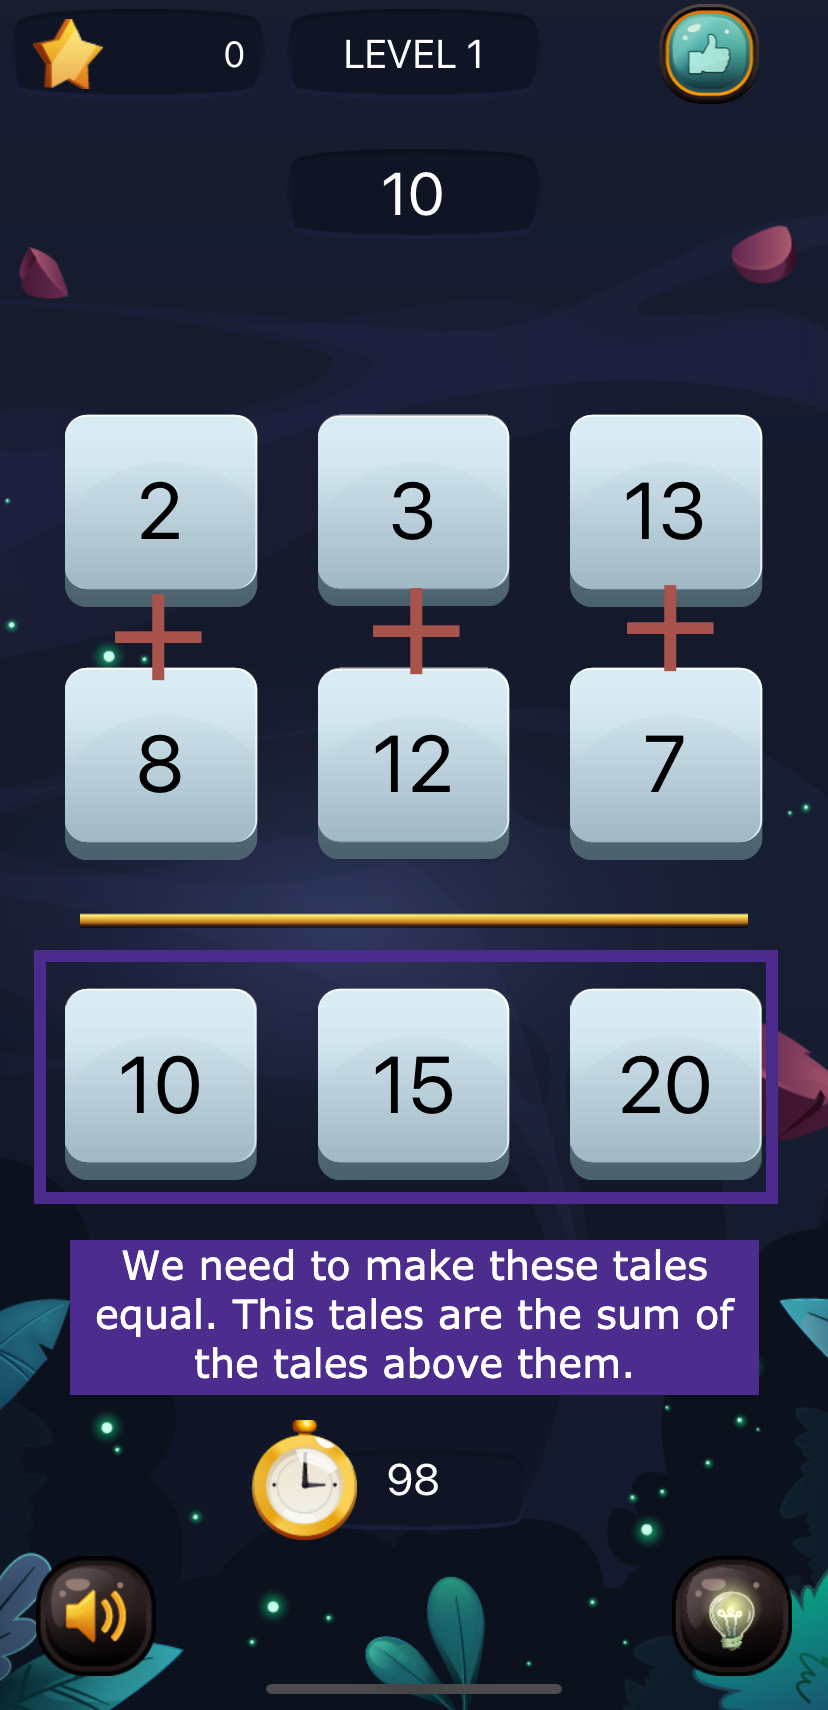 0 LEVEL 1
10
2 3 13
+ + +
8 12 7
10 15 20
We need to make these tales
equal. This tales are the sum of
the tales above them.
98